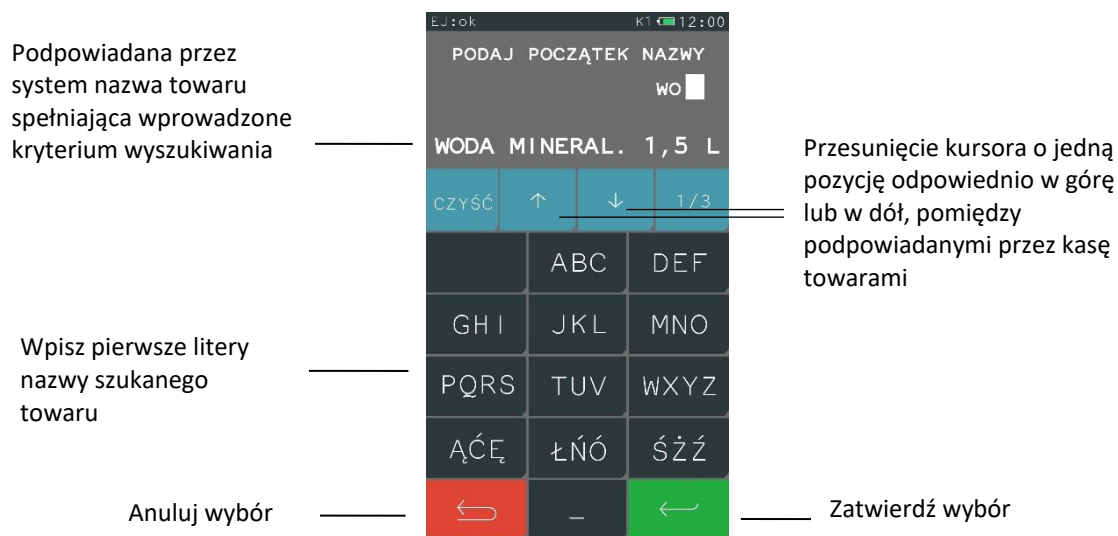 EJ:ok K1 12:00
PODAJ POCZĄTEK NAZWY
WO
WODA MINERAL. 1,5 L
CZYŚĆ ↑ ↓ 1/3
ABC DEF
GHI JKL MNO
PQRS TUV WXYZ
ĄĆĘ ŁŃÓ ŚŻŹ
_
Podpowiadana przez
system nazwa towaru
spełniająca wprowadzone
kryterium wyszukiwania
Przesunięcie kursora o jedną
pozycję odpowiednio w górę
lub w dół, pomiędzy
podpowiadanymi przez kasę
towarami
Wpisz pierwsze litery
nazwy szukanego
towaru
Anuluj wybór
Zatwierdź wybór